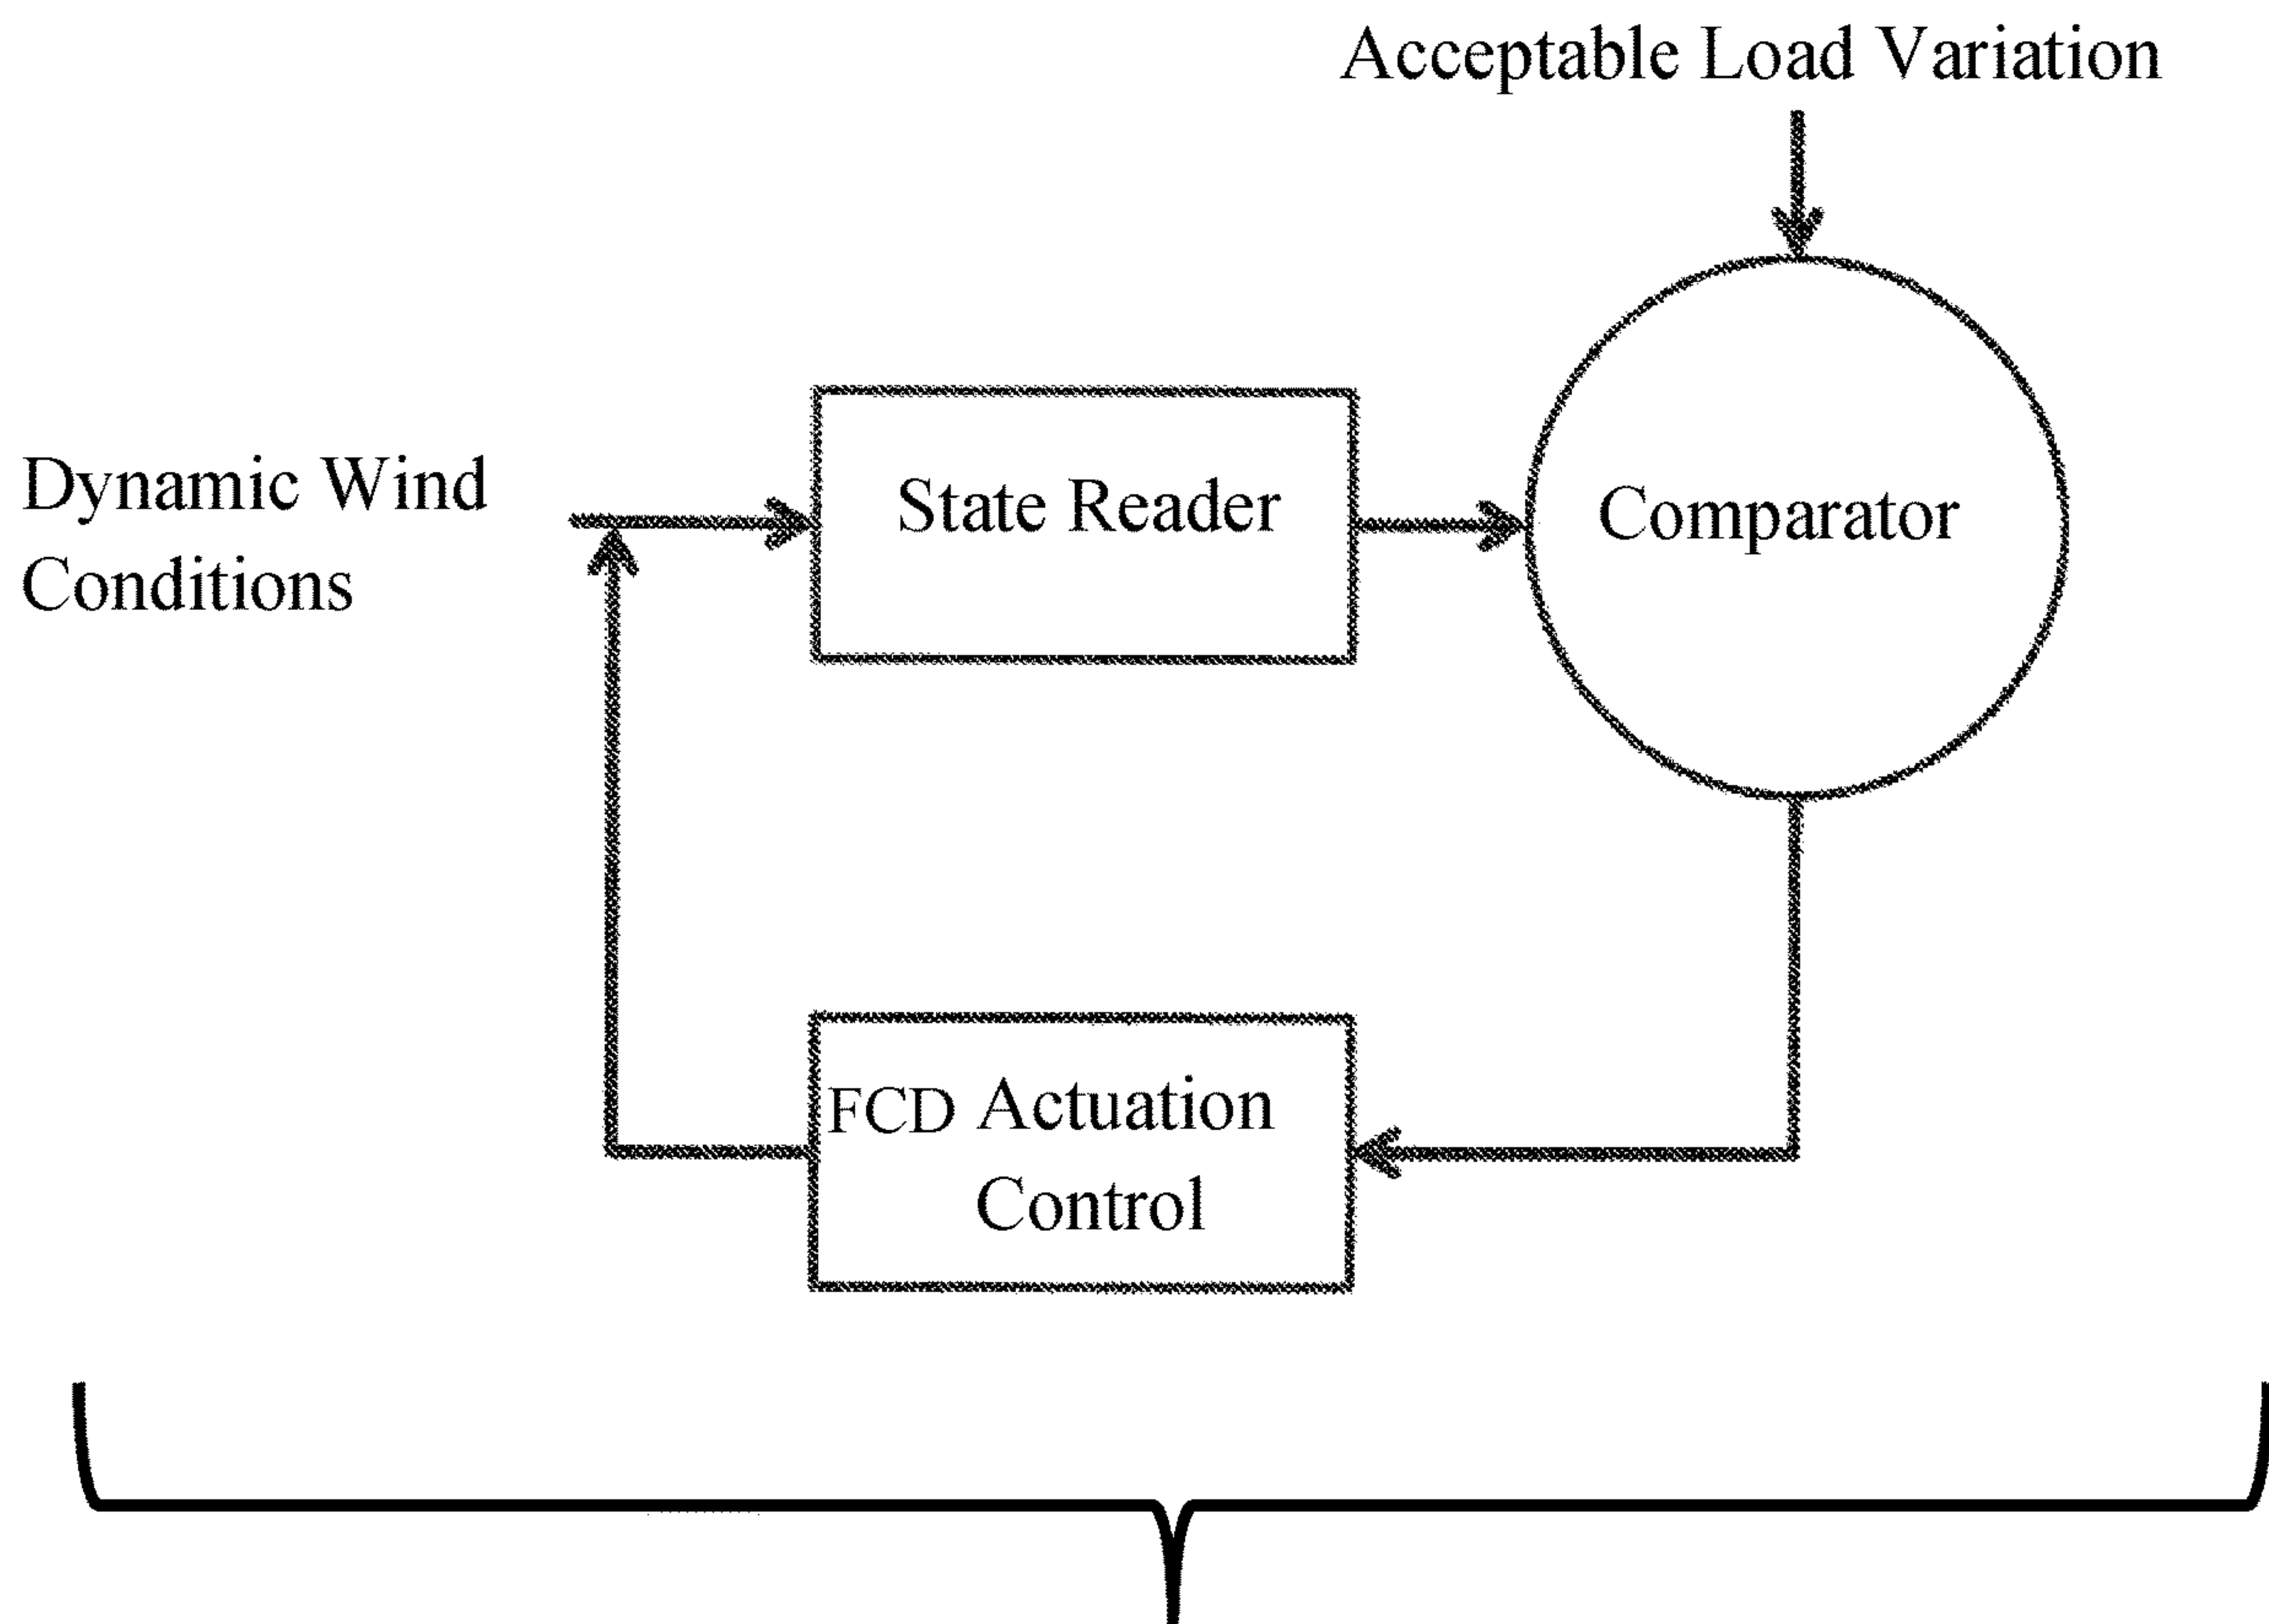 Acceptable Load Variation
Dynamic Wind
Conditions
State Reader
Comparator
FCD Actuation
Control